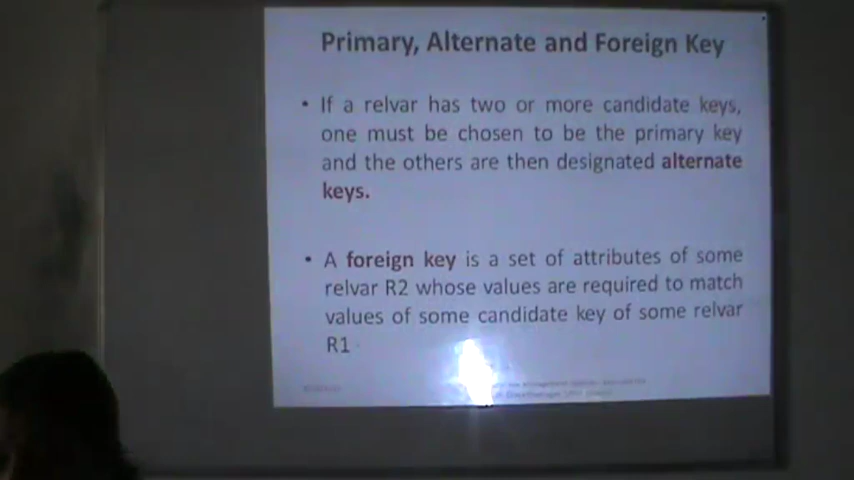 Primary, Alternate and Foreign Key
• If a relvar has two or more candidate keys,
one must be chosen to be the primary key
and the others are then designated alternate
keys.
• A foreign key is a set of attributes of some
relvar R2 whose values are required to match
values of some candidate key of some relvar
R1